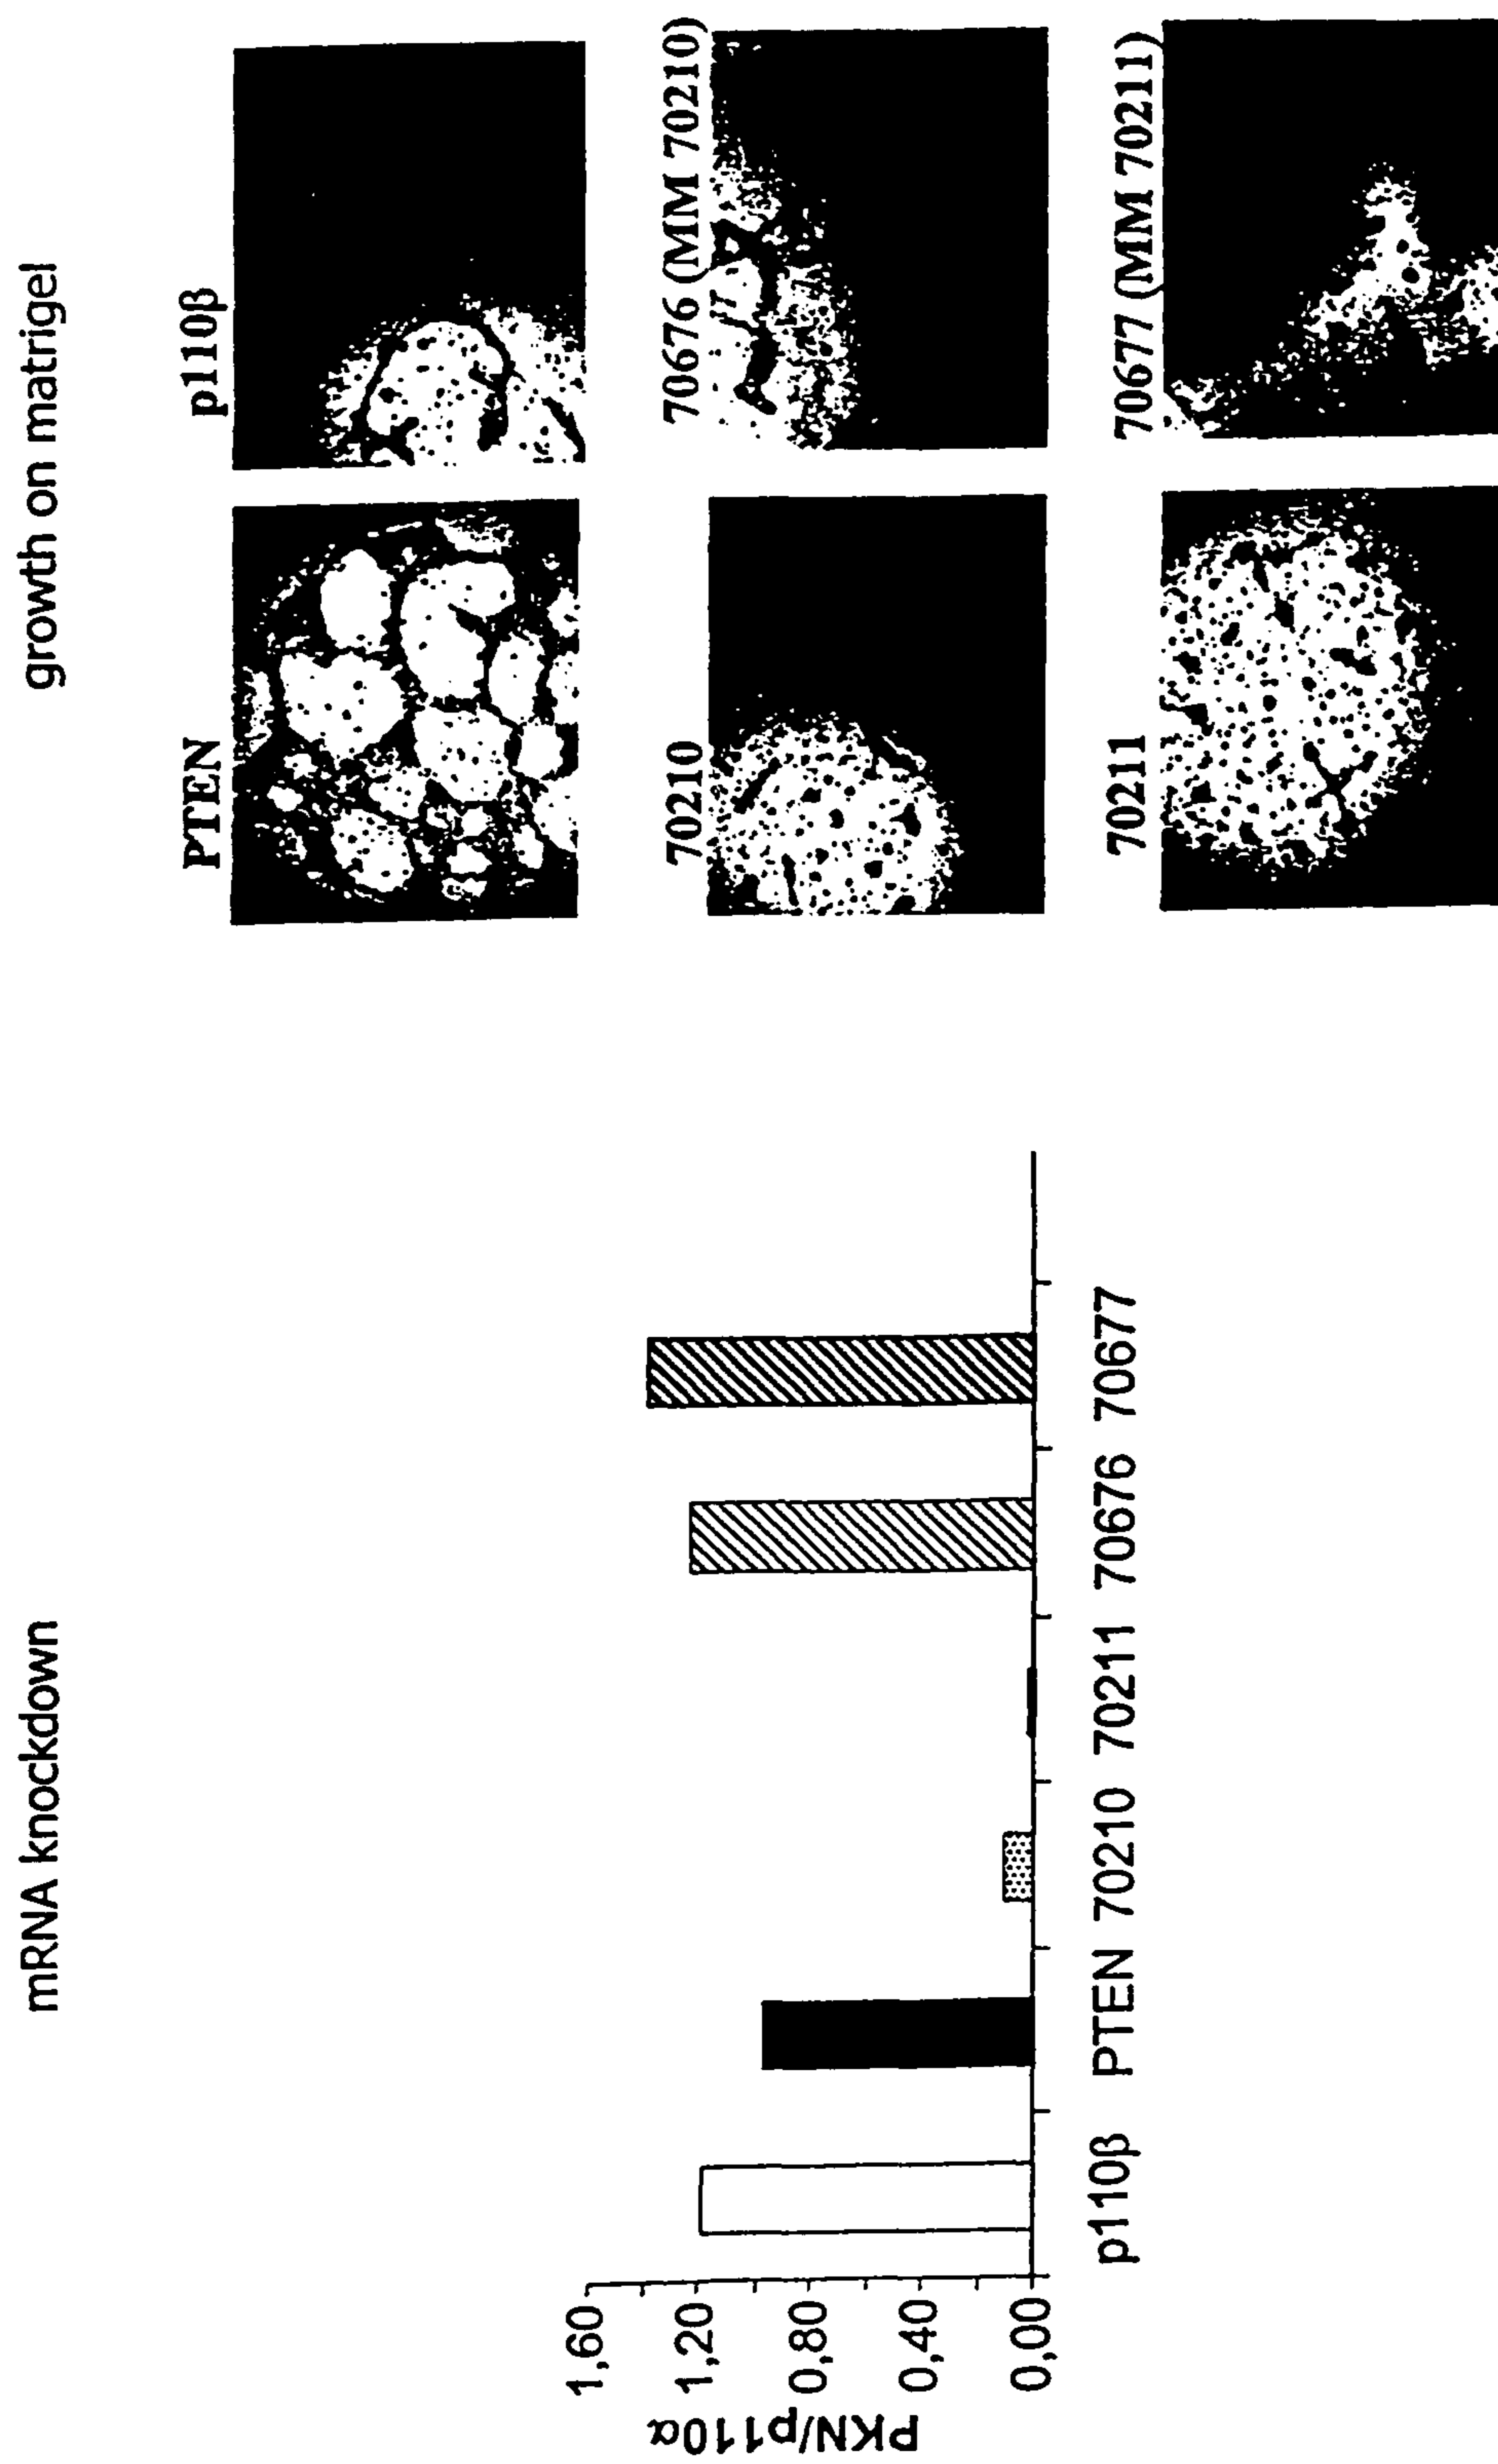 mRNA knockdown
PKN/p110α
1,60
1,20
0,80
0,40
0,00
p110β PTEN 70210 70211 70676 70677
growth on matrigel
PTEN
p110β
70210
70676 (MM 70210)
70211
70677 (MM 70211)